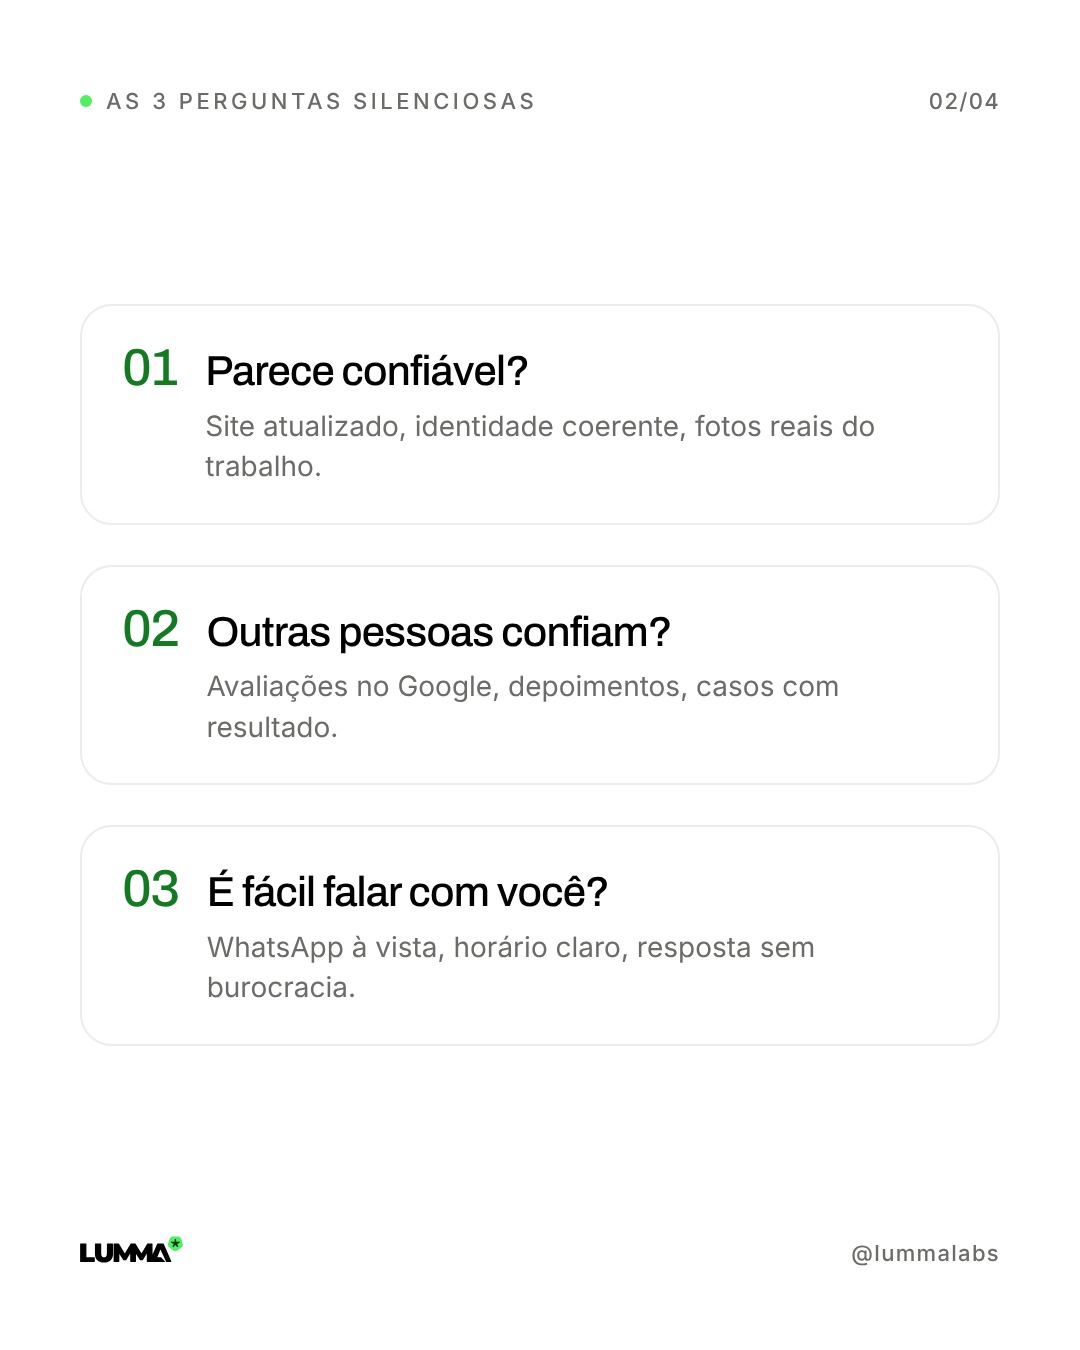 AS 3 PERGUNTAS SILENCIOSAS
02/04
01 Parece confiável?
Site atualizado, identidade coerente, fotos reais do
trabalho.
02 Outras pessoas confiam?
Avaliações no Google, depoimentos, casos com
resultado.
03 É fácil falar com você?
WhatsApp à vista, horário claro, resposta sem
burocracia.
LUMMA
@lummalabs